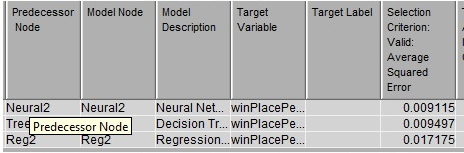 Predecessor Node Model Node Model Description Target Variable Target Label Selection Criterion: Valid: Average Squared Error
Neural2 Neural2 Neural Net... winPlacePe... 0.009115
Tree Predecessor Node Decision Tr... winPlacePe... 0.009497
Reg2 Reg2 Regression... winPlacePe... 0.017175